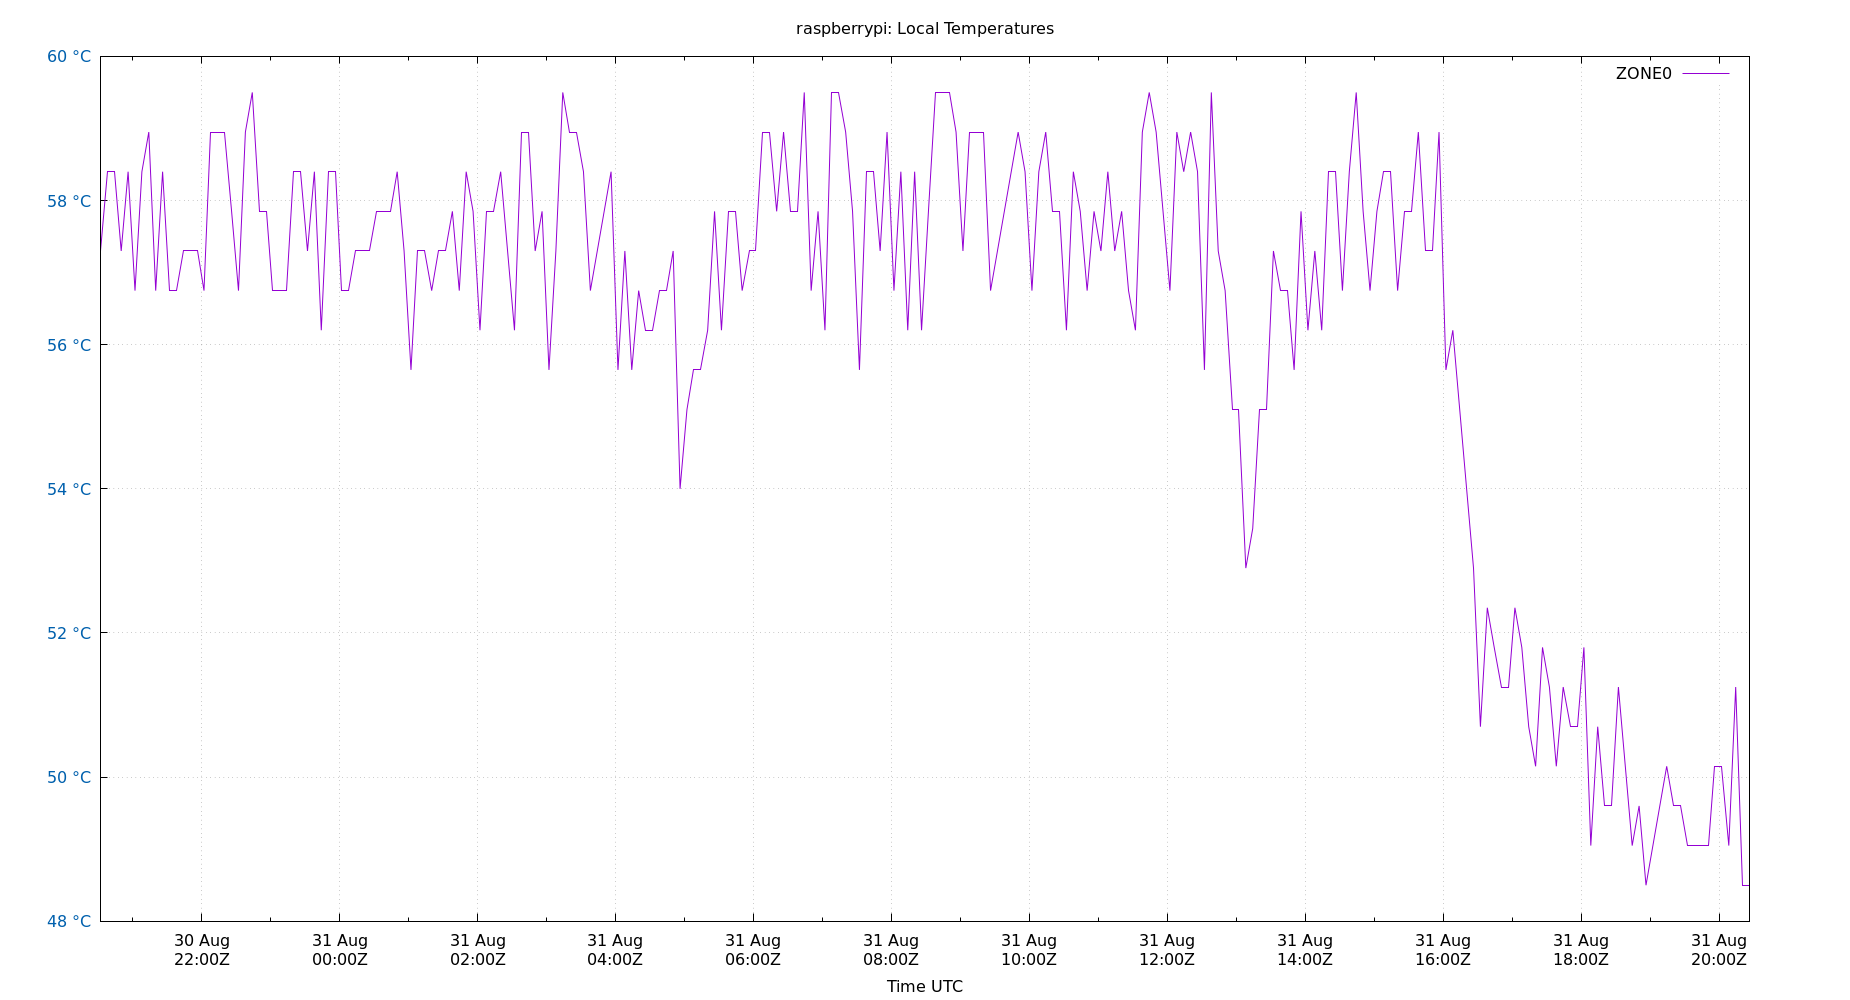 raspberrypi: Local Temperatures
60 °C
ZONE0
58 °C
56 °C
54 °C
52 °C
50 °C
48 °C
30 Aug 31 Aug 31 Aug 31 Aug 31 Aug 31 Aug 31 Aug 31 Aug 31 Aug 31 Aug 31 Aug 31 Aug
22:00Z 00:00Z 02:00Z 04:00Z 06:00Z 08:00Z 10:00Z 12:00Z 14:00Z 16:00Z 18:00Z 20:00Z
Time UTC